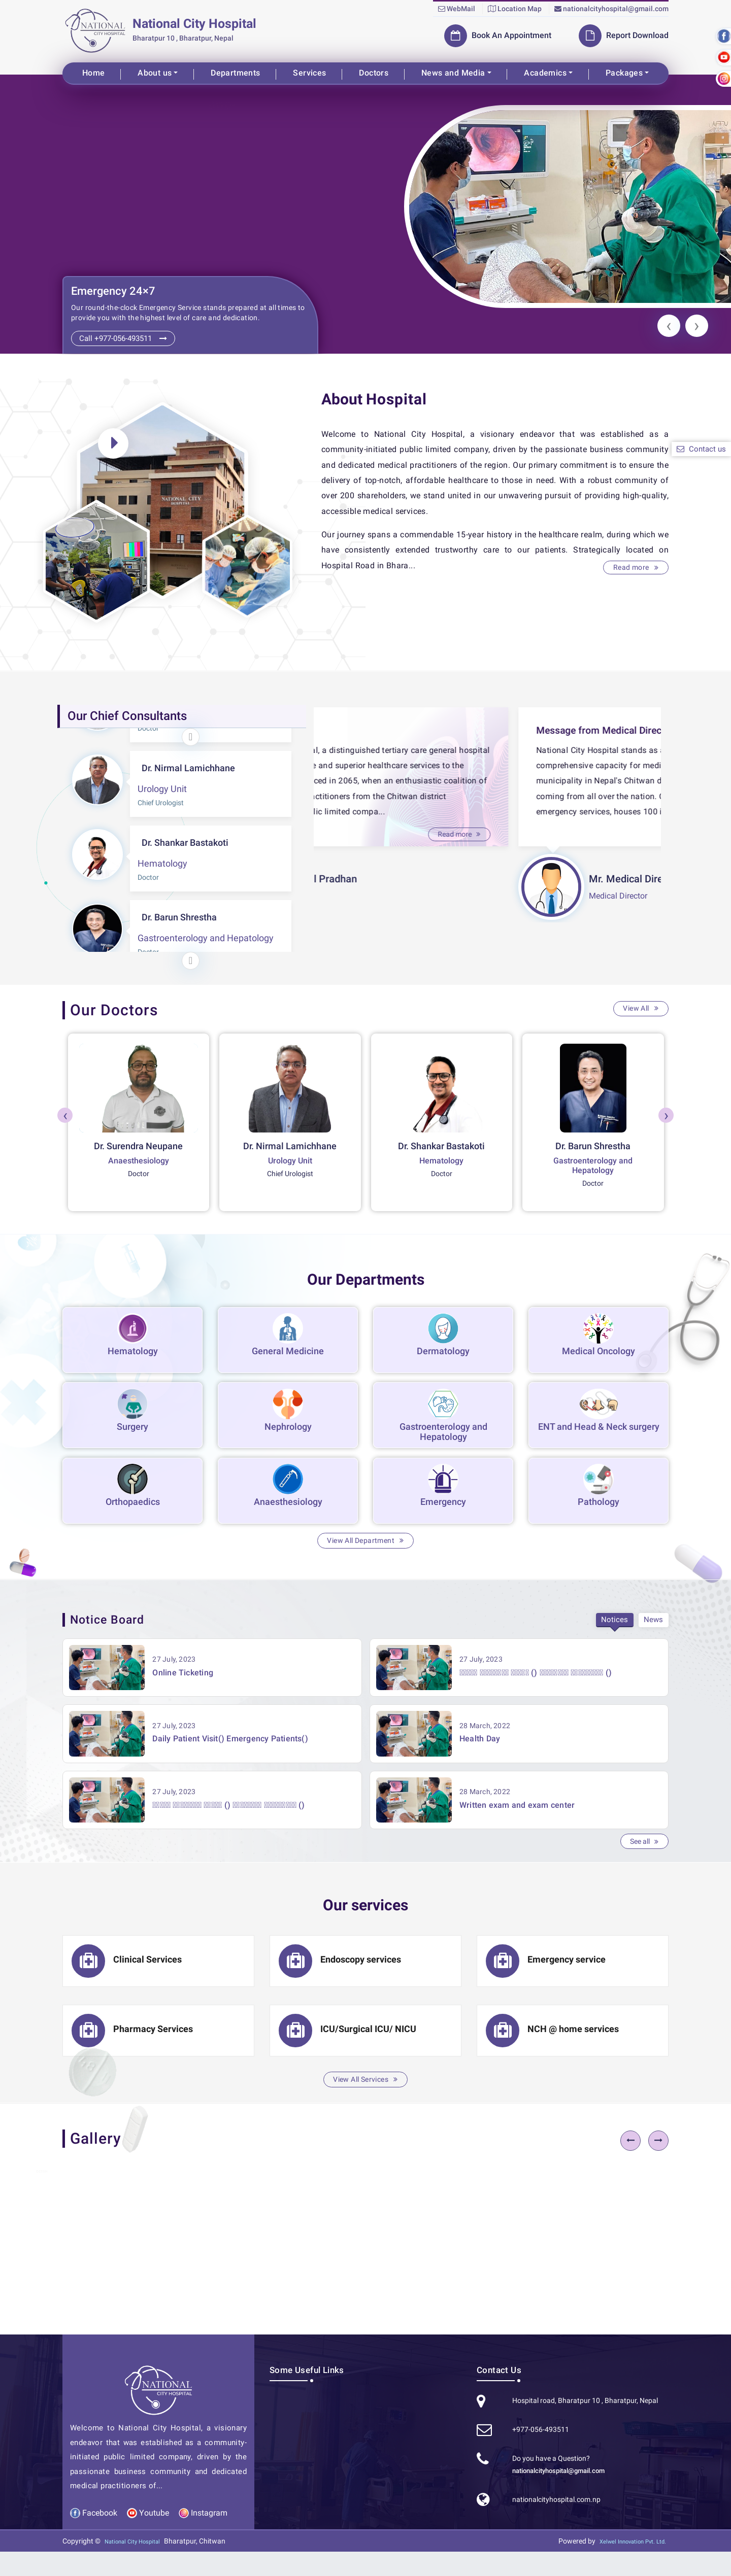 WebMail Location Map nationalcityhospital@gmail.com
NATIONAL
CITY HOSPITAL
National City Hospital
Bharatpur 10 , Bharatpur, Nepal
Book An Appointment
Report Download
Home About us Departments Services Doctors News and Media Academics Packages
Emergency 24×7
Our round-the-clock Emergency Service stands prepared at all times to
provide you with the highest level of care and dedication.
Call +977-056-493511
Contact us
NATIONAL CITY
HOSPITAL
About Hospital
Welcome to National City Hospital, a visionary endeavor that was established as a
community-initiated public limited company, driven by the passionate business community
and dedicated medical practitioners of the region. Our primary commitment is to ensure the
delivery of top-notch, affordable healthcare to those in need. With a robust community of
over 200 shareholders, we stand united in our unwavering pursuit of providing high-quality,
accessible medical services.
Our journey spans a commendable 15-year history in the healthcare realm, during which we
have consistently extended trustworthy care to our patients. Strategically located on
Hospital Road in Bhara...
Read more »
Our Chief Consultants
Doctor
Dr. Nirmal Lamichhane
Urology Unit
Chief Urologist
Dr. Shankar Bastakoti
Hematology
Doctor
Dr. Barun Shrestha
Gastroenterology and Hepatology
Doctor
al, a distinguished tertiary care general hospital
e and superior healthcare services to the
ced in 2065, when an enthusiastic coalition of
actitioners from the Chitwan district
lic limited compa...
Read more »
l Pradhan
Message from Medical Direc
National City Hospital stands as
comprehensive capacity for medi
municipality in Nepal's Chitwan d
coming from all over the nation.
emergency services, houses 100
Mr. Medical Dire
Medical Director
Our Doctors
View All »
Dr. Surendra Neupane
Anaesthesiology
Doctor
Dr. Nirmal Lamichhane
Urology Unit
Chief Urologist
Dr. Shankar Bastakoti
Hematology
Doctor
Dr. Barun Shrestha
Gastroenterology and
Hepatology
Doctor
Our Departments
Hematology
General Medicine
Dermatology
Medical Oncology
Surgery
Nephrology
Gastroenterology and
Hepatology
ENT and Head & Neck surgery
Orthopaedics
Anaesthesiology
Emergency
Pathology
View All Department »
Notice Board
Notices News
27 July, 2023
Online Ticketing
27 July, 2023
()  ()
27 July, 2023
Daily Patient Visit() Emergency Patients()
28 March, 2022
Health Day
27 July, 2023
()  ()
28 March, 2022
Written exam and exam center
See all »
Our services
Clinical Services
Endoscopy services
Emergency service
Pharmacy Services
ICU/Surgical ICU/ NICU
NCH @ home services
View All Services »
Gallery
NATIONAL
CITY HOSPITAL
Welcome to National City Hospital, a visionary
endeavor that was established as a community-
initiated public limited company, driven by the
passionate business community and dedicated
medical practitioners of...
Facebook Youtube Instagram
Some Useful Links
Contact Us
Hospital road, Bharatpur 10 , Bharatpur, Nepal
+977-056-493511
Do you have a Question?
nationalcityhospital@gmail.com
nationalcityhospital.com.np
Copyright © National City Hospital Bharatpur, Chitwan
Powered by Xelwel Innovation Pvt. Ltd.